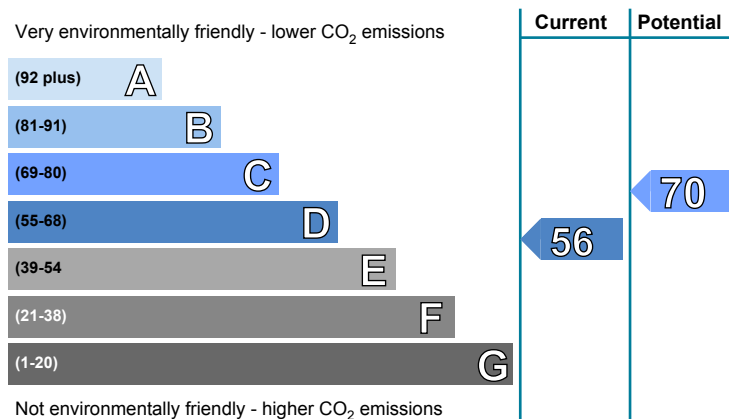 Very environmentally friendly - lower CO₂ emissions
Current
Potential
(92 plus) A
(81-91) B
(69-80) C
(55-68) D
(39-54 E
(21-38) F
(1-20) G
56
70
Not environmentally friendly - higher CO₂ emissions